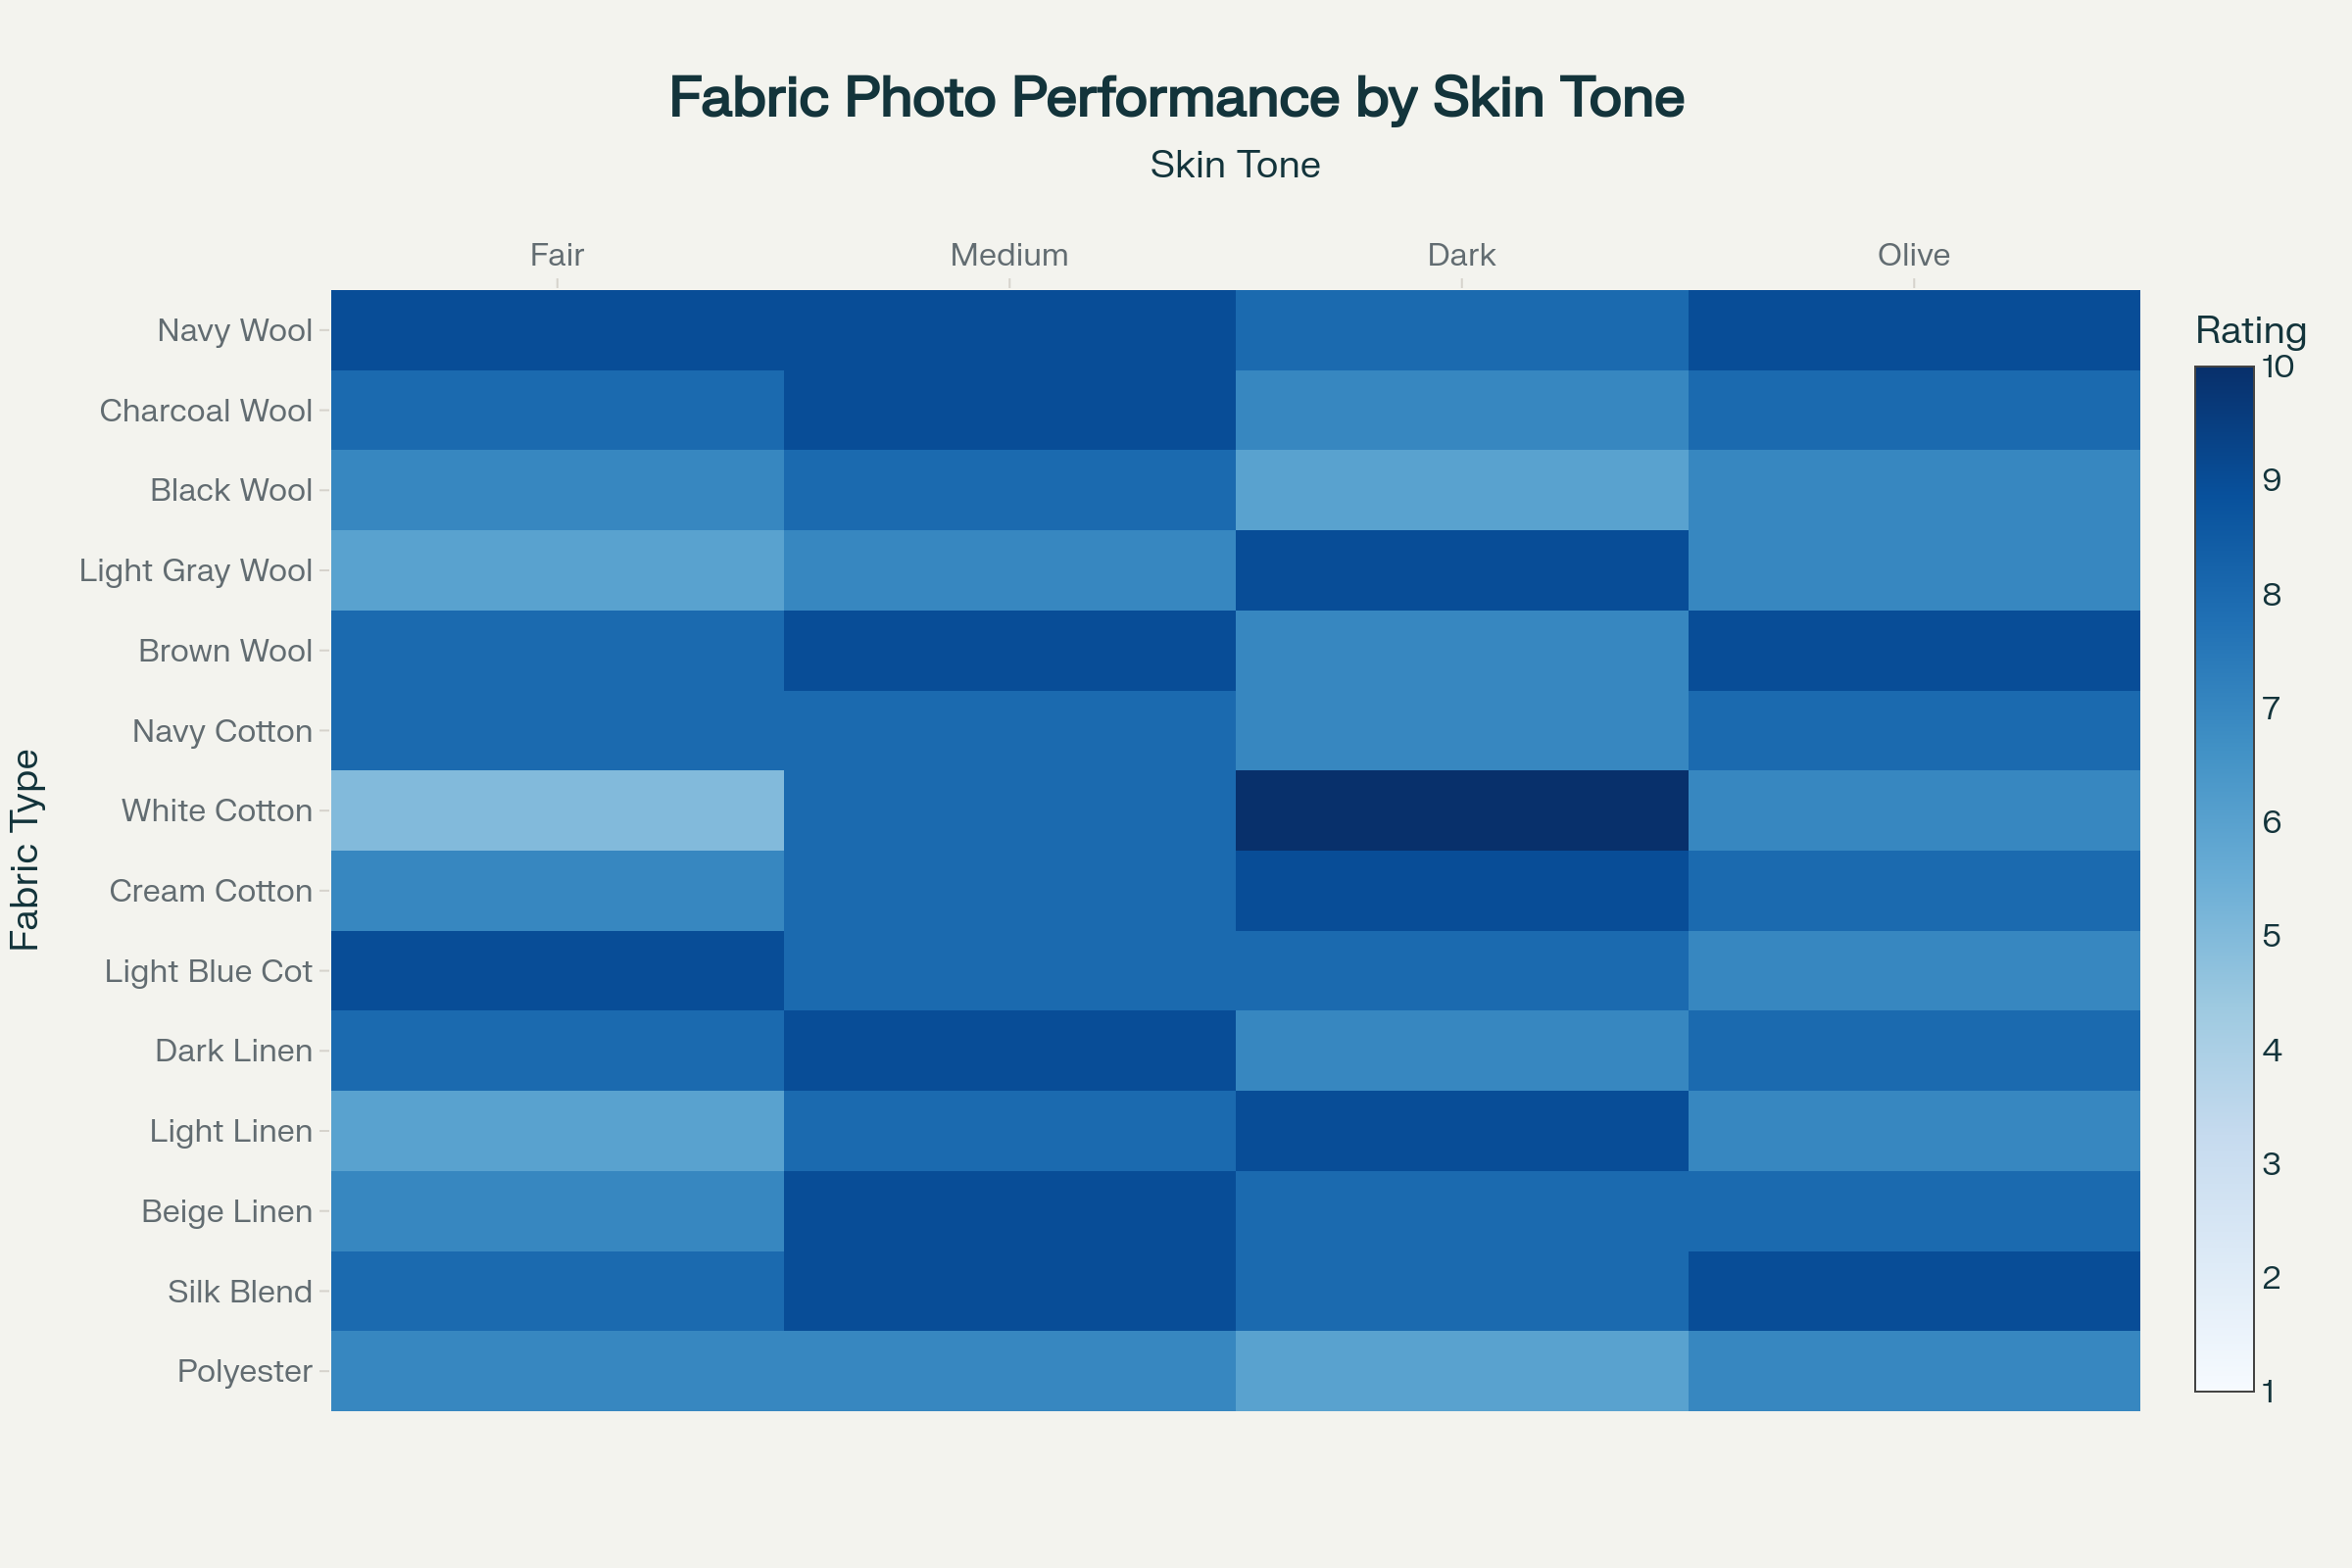 Fabric Photo Performance by Skin Tone
Skin Tone
Fair Medium Dark Olive
Fabric Type
Navy Wool
Charcoal Wool
Black Wool
Light Gray Wool
Brown Wool
Navy Cotton
White Cotton
Cream Cotton
Light Blue Cot
Dark Linen
Light Linen
Beige Linen
Silk Blend
Polyester
Rating
10
9
8
7
6
5
4
3
2
1